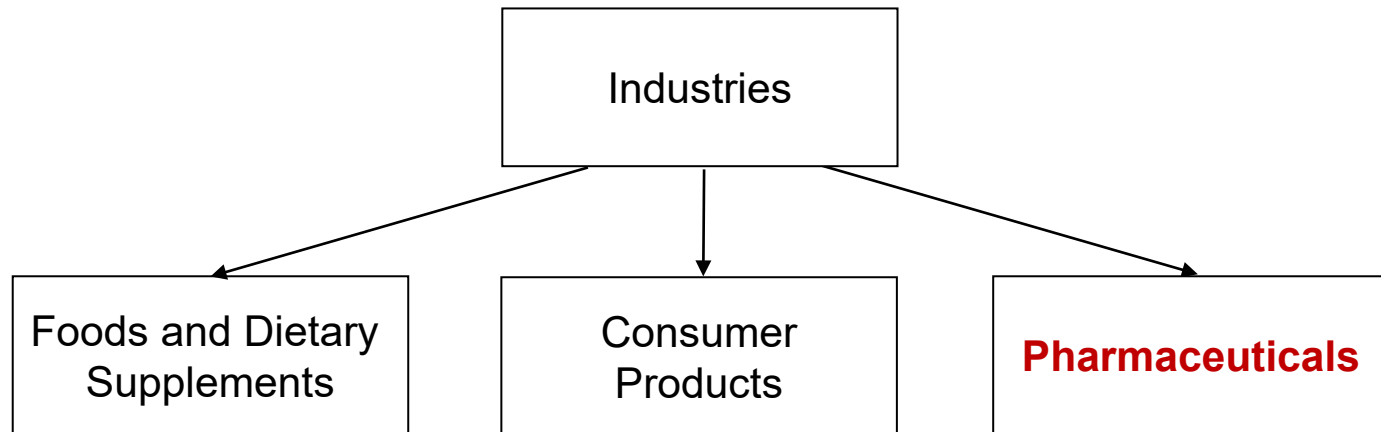 Industries
Foods and Dietary
Supplements
Consumer
Products
Pharmaceuticals